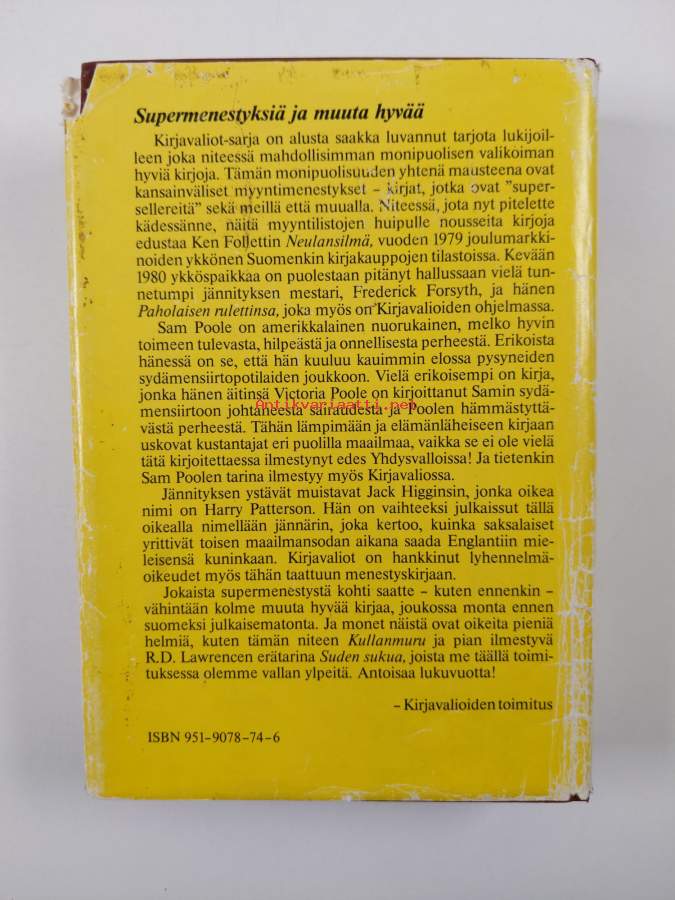 Supermenestyksiä ja muuta hyvää
Kirjavaliot-sarja on alusta saakka luvannut tarjota lukijoil-
leen joka niteessä mahdollisimman monipuolisen valikoiman
hyviä kirjoja. Tämän monipuolisuuden yhtenä mausteena ovat
kansainväliset myyntimenestykset – kirjat, jotka ovat ”super-
sellereitä” sekä meillä että muualla. Niteessä, jota nyt pitelette
kädessänne, näitä myyntilistojen huipulle nousseita kirjoja
edustaa Ken Follettin Neulansilmä, vuoden 1979 joulumarkki-
noiden ykkönen Suomenkin kirjakauppojen tilastoissa. Kevään
1980 ykköspaikkaa on puolestaan pitänyt hallussaan vielä tun-
netumpi jännityksen mestari, Frederick Forsyth, ja hänen
Paholaisen rulettinsa, joka myös on Kirjavalioiden ohjelmassa.
Sam Poole on amerikkalainen nuorukainen, melko hyvin
toimeen tulevasta, hilpeästä ja onnellisesta perheestä. Erikoista
hänessä on se, että hän kuuluu kauimmin elossa pysyneiden
sydämensiirtopotilaiden joukkoon. Vielä erikoisempi on kirja,
jonka hänen äitinsä Victoria Poole on kirjoittanut Samin sydä-
mensiirtoon johtaneesta sairaudesta ja Poolen hämmästyttä-
västä perheestä. Tähän lämpimään ja elämänläheiseen kirjaan
uskovat kustantajat eri puolilla maailmaa, vaikka se ei ole vielä
tätä kirjoitettaessa ilmestynyt edes Yhdysvalloissa! Ja tietenkin
Sam Poolen tarina ilmestyy myös Kirjavaliossa.
Jännityksen ystävät muistavat Jack Higginsin, jonka oikea
nimi on Harry Patterson. Hän on vaihteeksi julkaissut tällä
oikealla nimellään jännärin, joka kertoo, kuinka saksalaiset
yrittivät toisen maailmansodan aikana saada Englantiin mie-
leisensä kuninkaan. Kirjavaliot on hankkinut lyhennelmä-
oikeudet myös tähän taattuun menestyskirjaan.
Jokaista supermenestystä kohti saatte – kuten ennenkin –
vähintään kolme muuta hyvää kirjaa, joukossa monta ennen
suomeksi julkaisematonta. Ja monet näistä ovat oikeita pieniä
helmiä, kuten tämän niteen Kullanmuru ja pian ilmestyvä
R.D. Lawrencen erätarina Suden sukua, joista me täällä toimi-
tuksessa olemme vallan ylpeitä. Antoisaa lukuvuotta!
– Kirjavalioiden toimitus
ISBN 951–9078–74–6
Antikvariaatti.net